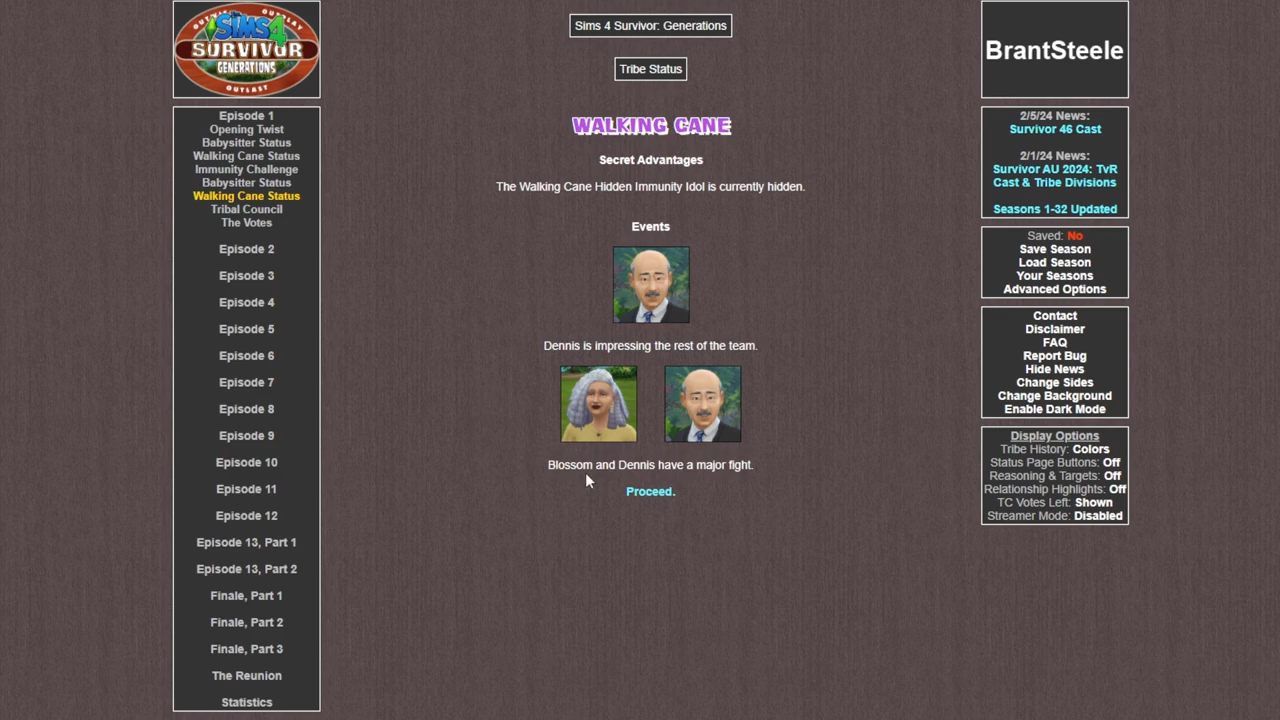 OUTWIT OUTPLAY
THE SIMS 4
SURVIVOR
GENERATIONS
OUTLAST
Episode 1
Opening Twist
Babysitter Status
Walking Cane Status
Immunity Challenge
Babysitter Status
Walking Cane Status
Tribal Council
The Votes
Episode 2
Episode 3
Episode 4
Episode 5
Episode 6
Episode 7
Episode 8
Episode 9
Episode 10
Episode 11
Episode 12
Episode 13, Part 1
Episode 13, Part 2
Finale, Part 1
Finale, Part 2
Finale, Part 3
The Reunion
Statistics
Sims 4 Survivor: Generations
Tribe Status
WALKING CANE
Secret Advantages
The Walking Cane Hidden Immunity Idol is currently hidden.
Events
Dennis is impressing the rest of the team.
Blossom and Dennis have a major fight.
Proceed.
BrantSteele
2/5/24 News:
Survivor 46 Cast
2/1/24 News:
Survivor AU 2024: TvR
Cast & Tribe Divisions
Seasons 1-32 Updated
Saved: No
Save Season
Load Season
Your Seasons
Advanced Options
Contact
Disclaimer
FAQ
Report Bug
Hide News
Change Sides
Change Background
Enable Dark Mode
Display Options
Tribe History: Colors
Status Page Buttons: Off
Reasoning & Targets: Off
Relationship Highlights: Off
TC Votes Left: Shown
Streamer Mode: Disabled